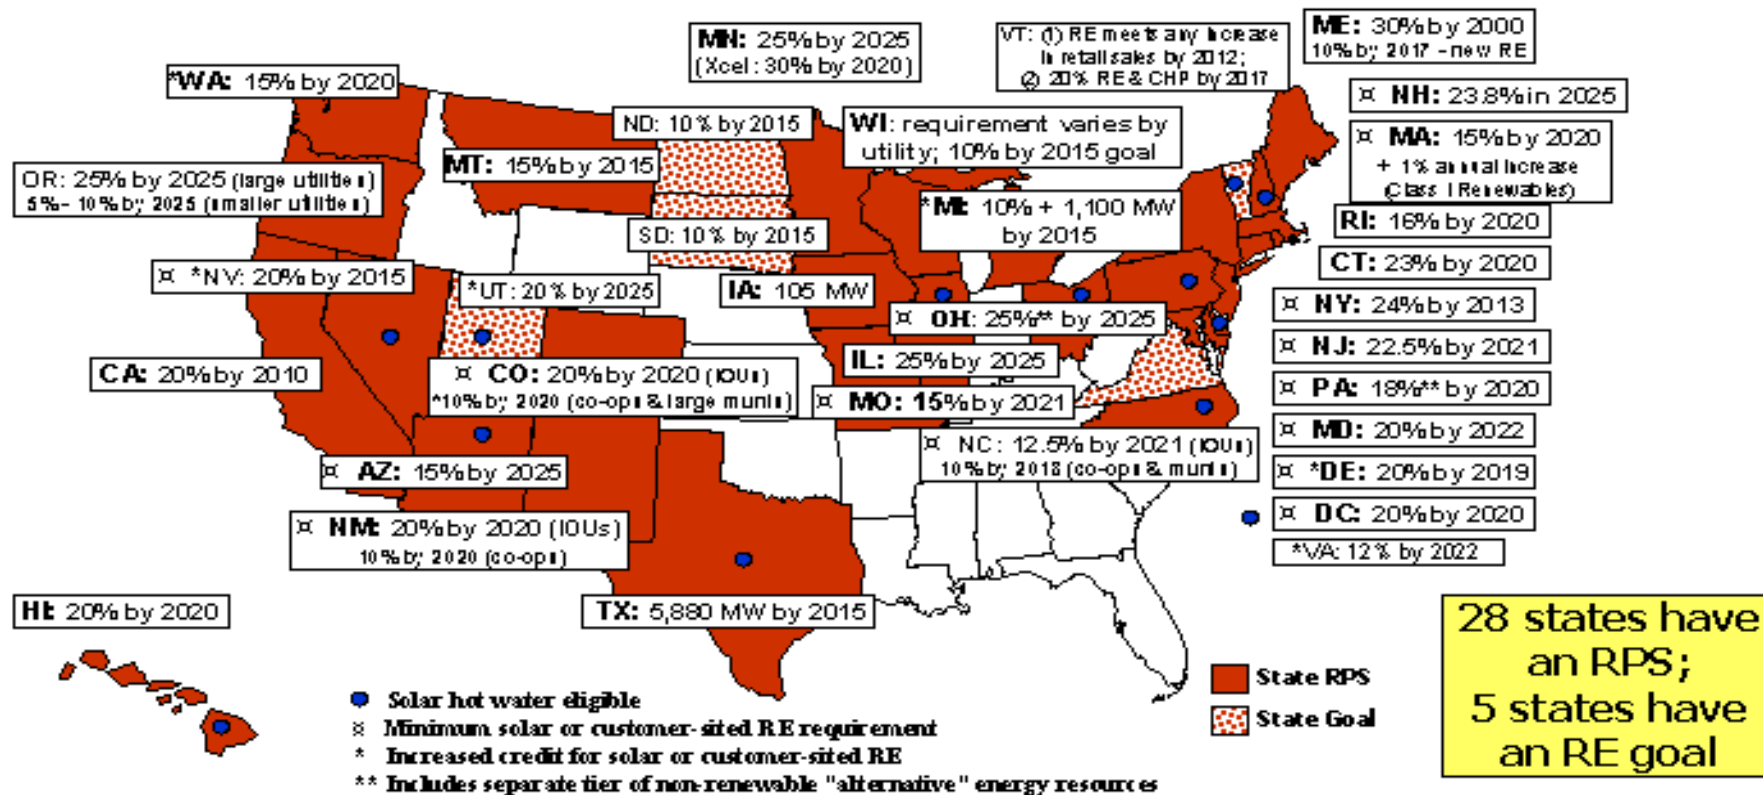 MN: 25% by 2025
(Xcel: 30% by 2020)
VT: (1) RE meets any increase
in retail sales by 2012;
(2) 20% RE & CHP by 2017
ME: 30% by 2000
10% by 2017 - new RE
*WA: 15% by 2020
¤ NH: 23.8% in 2025
ND: 10% by 2015
WI: requirement varies by
utility; 10% by 2015 goal
¤ MA: 15% by 2020
+ 1% annual increase
(Class I Renewables)
MT: 15% by 2015
OR: 25% by 2025 (large utilities)
5% - 10% by 2025 (smaller utilities)
*MI: 10% + 1,100 MW
by 2015
RI: 16% by 2020
SD: 10% by 2015
CT: 23% by 2020
¤ *NV: 20% by 2015
*UT: 20% by 2025
IA: 105 MW
¤ NY: 24% by 2013
¤ OH: 25%** by 2025
¤ NJ: 22.5% by 2021
IL: 25% by 2025
CA: 20% by 2010
¤ CO: 20% by 2020 (IOUs)
*10% by 2020 (co-ops & large munis)
¤ PA: 18%** by 2020
¤ MO: 15% by 2021
¤ MD: 20% by 2022
¤ NC: 12.5% by 2021 (IOUs)
10% by 2018 (co-ops & munis)
¤ AZ: 15% by 2025
¤ *DE: 20% by 2019
¤ NM: 20% by 2020 (IOUs)
10% by 2020 (co-ops)
¤ DC: 20% by 2020
*VA: 12% by 2022
HI: 20% by 2020
TX: 5,880 MW by 2015
28 states have
an RPS;
5 states have
an RE goal
State RPS
State Goal
Solar hot water eligible
¤ Minimum solar or customer-sited RE requirement
* Increased credit for solar or customer-sited RE
** Includes separate tier of non-renewable "alternative" energy resources